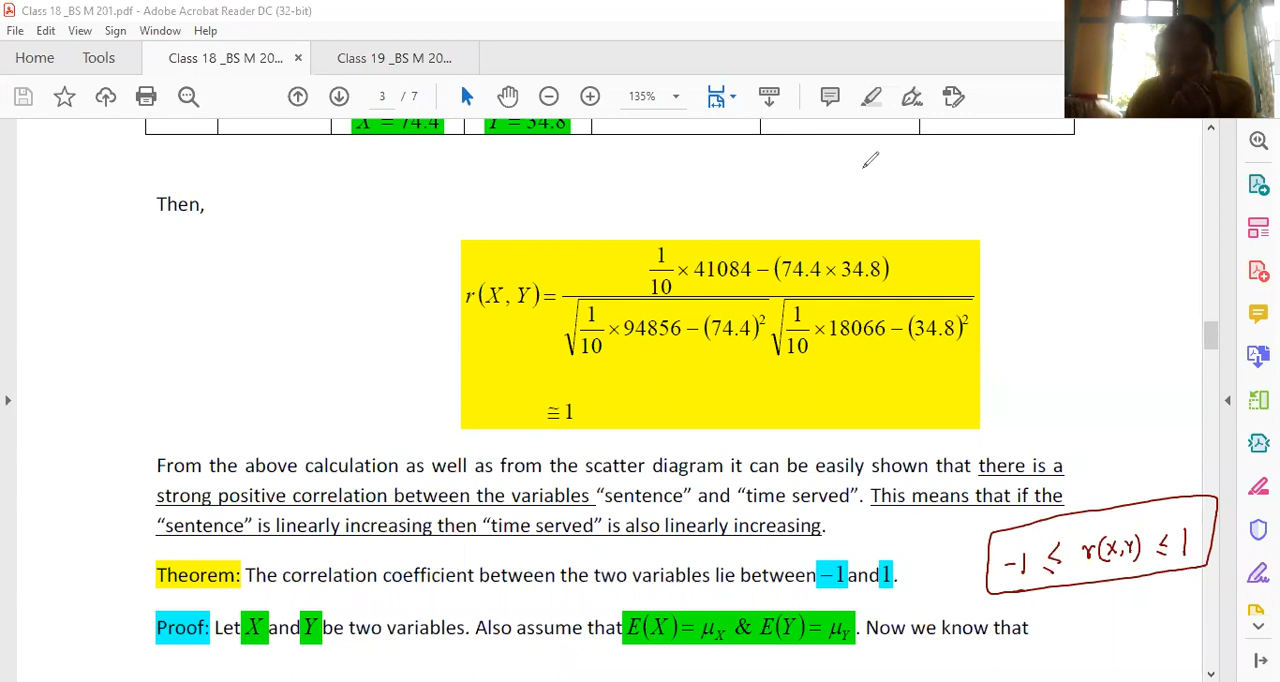 Class 18 _BS M 201.pdf - Adobe Acrobat Reader DC (32-bit)
File Edit View Sign Window Help
Home Tools Class 18 _BS M 20... × Class 19 _BS M 20...
3 / 7 135%
X̄ = 74.4 Ȳ = 34.8
Then,
r(X, Y) = (1/10 × 41084 − (74.4 × 34.8)) / (√(1/10 × 94856 − (74.4)²) √(1/10 × 18066 − (34.8)²))
≅ 1
From the above calculation as well as from the scatter diagram it can be easily shown that there is a
strong positive correlation between the variables “sentence” and “time served”. This means that if the
“sentence” is linearly increasing then “time served” is also linearly increasing.
-1 ≤ r(X,Y) ≤ 1
Theorem: The correlation coefficient between the two variables lie between −1 and 1.
Proof: Let X and Y be two variables. Also assume that E(X) = μ_X & E(Y) = μ_Y. Now we know that